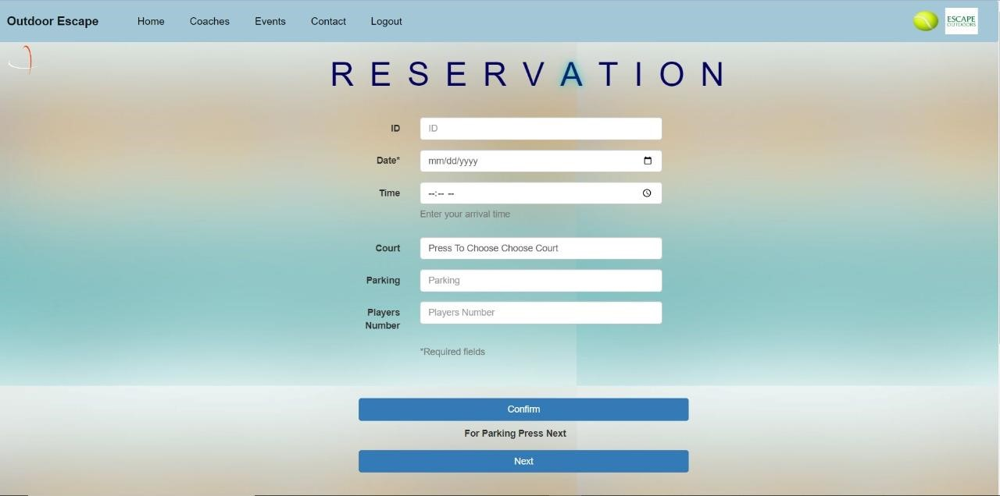 Outdoor Escape Home Coaches Events Contact Logout
ESCAPE
OUTDOORS
RESERVATION
ID ID
Date* mm/dd/yyyy
Time --:-- --
Enter your arrival time
Court Press To Choose Choose Court
Parking Parking
Players Number Players Number
*Required fields
Confirm
For Parking Press Next
Next